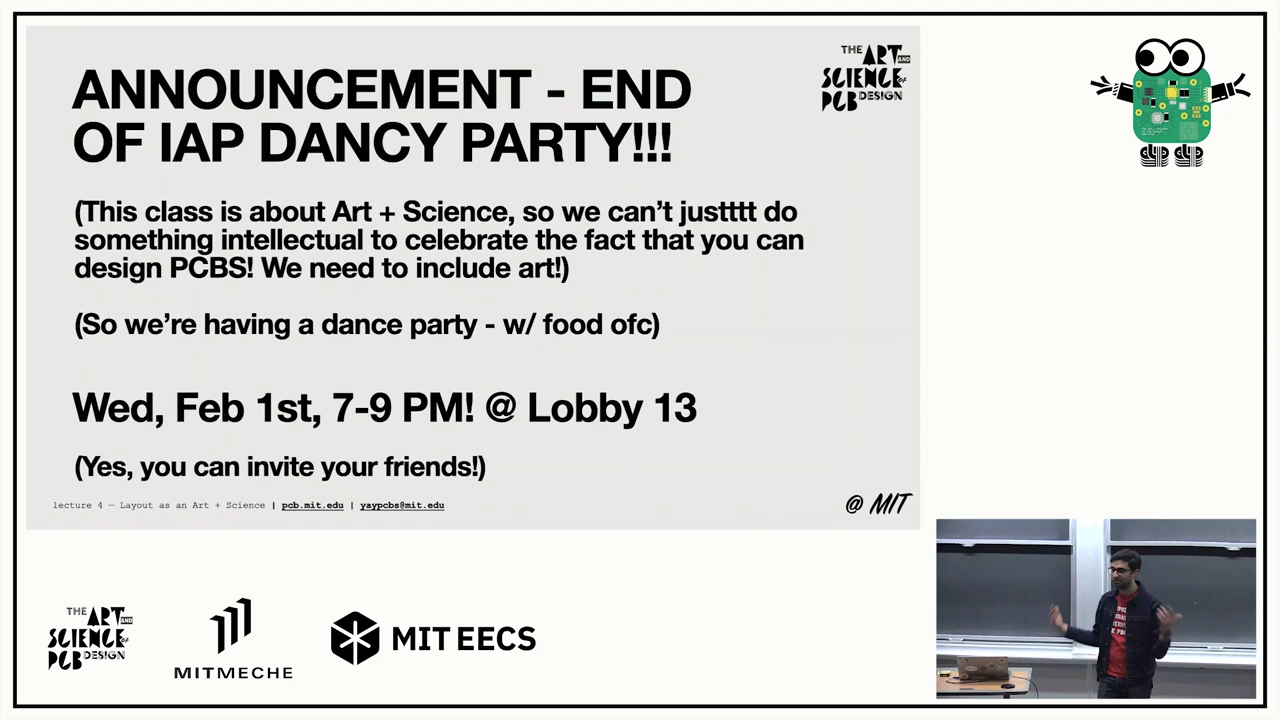 ANNOUNCEMENT - END
OF IAP DANCY PARTY!!!
THE ART AND
SCIENCE of
PCB DESIGN
(This class is about Art + Science, so we can't justttt do
something intellectual to celebrate the fact that you can
design PCBS! We need to include art!)
(So we're having a dance party - w/ food ofc)
Wed, Feb 1st, 7-9 PM! @ Lobby 13
(Yes, you can invite your friends!)
lecture 4 — Layout as an Art + Science | pcb.mit.edu | yaypcbs@mit.edu
@ MIT
THE ART AND
SCIENCE of
PCB DESIGN
MITMECHE
MIT EECS